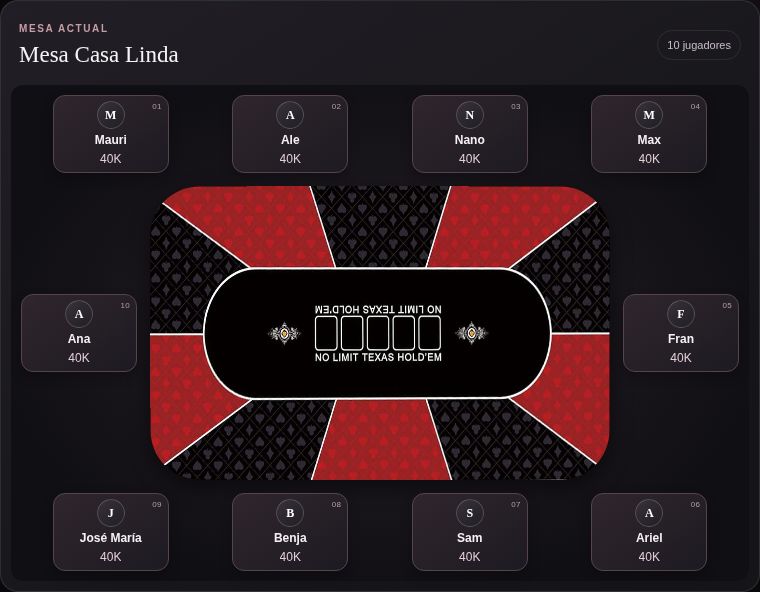 MESA ACTUAL
Mesa Casa Linda
10 jugadores
M
01
Mauri
40K
A
02
Ale
40K
N
03
Nano
40K
M
04
Max
40K
A
10
Ana
40K
NO LIMIT TEXAS HOLD'EM
NO LIMIT TEXAS HOLD'EM
F
05
Fran
40K
J
09
José María
40K
B
08
Benja
40K
S
07
Sam
40K
A
06
Ariel
40K